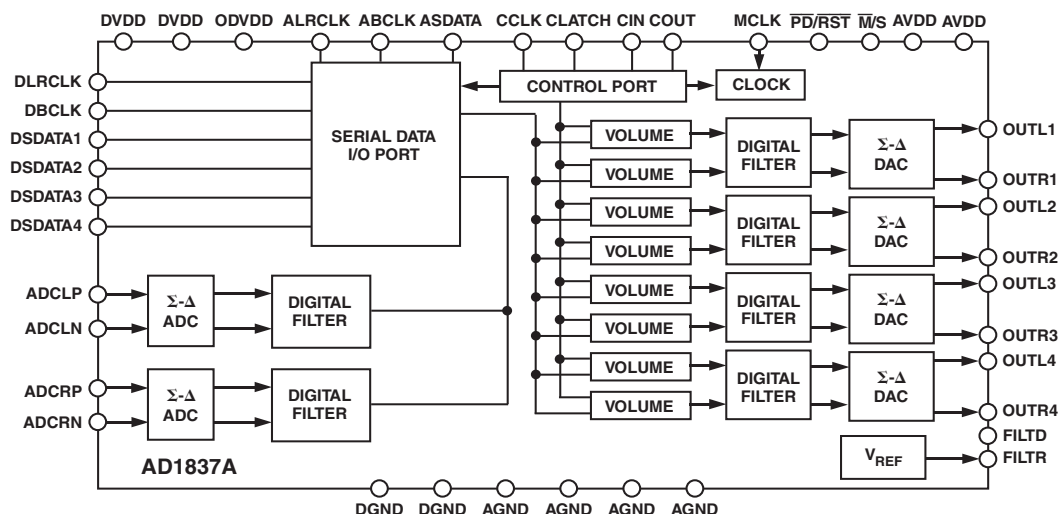 DVDD DVDD ODVDD ALRCLK ABCLK ASDATA CCLK CLATCH CIN COUT MCLK PD/RST M/S AVDD AVDD
DLRCLK
DBCLK
DSDATA1
DSDATA2
DSDATA3
DSDATA4
SERIAL DATA
I/O PORT
CONTROL PORT
CLOCK
VOLUME
VOLUME
VOLUME
VOLUME
VOLUME
VOLUME
VOLUME
VOLUME
DIGITAL
FILTER
DIGITAL
FILTER
DIGITAL
FILTER
DIGITAL
FILTER
Σ-Δ
DAC
Σ-Δ
DAC
Σ-Δ
DAC
Σ-Δ
DAC
OUTL1
OUTR1
OUTL2
OUTR2
OUTL3
OUTR3
OUTL4
OUTR4
FILTD
FILTR
VREF
ADCLP
ADCLN
Σ-Δ
ADC
DIGITAL
FILTER
ADCRP
ADCRN
Σ-Δ
ADC
DIGITAL
FILTER
AD1837A
DGND DGND AGND AGND AGND AGND